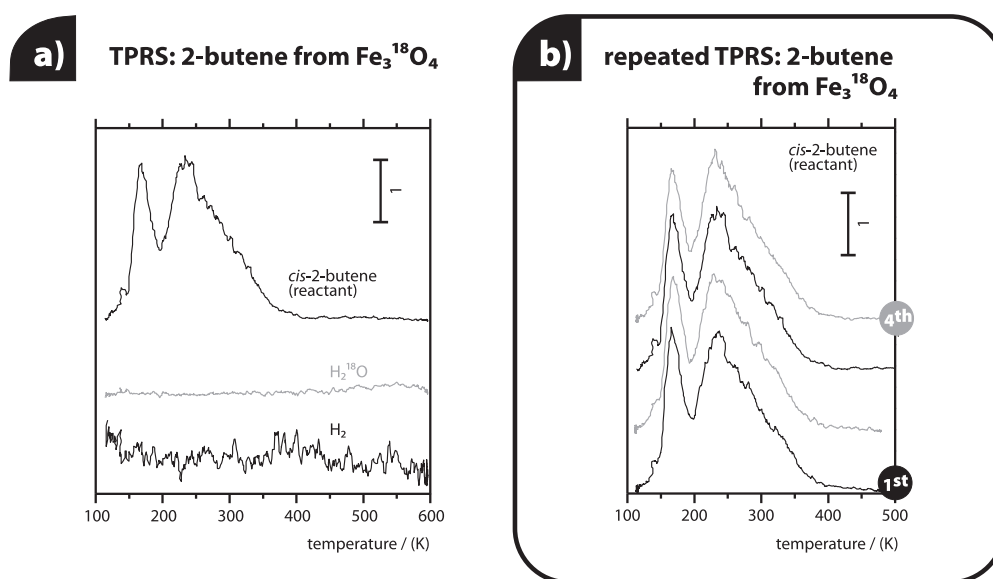 a)
TPRS: 2-butene from Fe₃¹⁸O₄
1
cis-2-butene
(reactant)
H₂¹⁸O
H₂
100 200 300 400 500 600
temperature / (K)
b)
repeated TPRS: 2-butene
from Fe₃¹⁸O₄
cis-2-butene
(reactant)
1
4th
1st
100 200 300 400 500
temperature / (K)